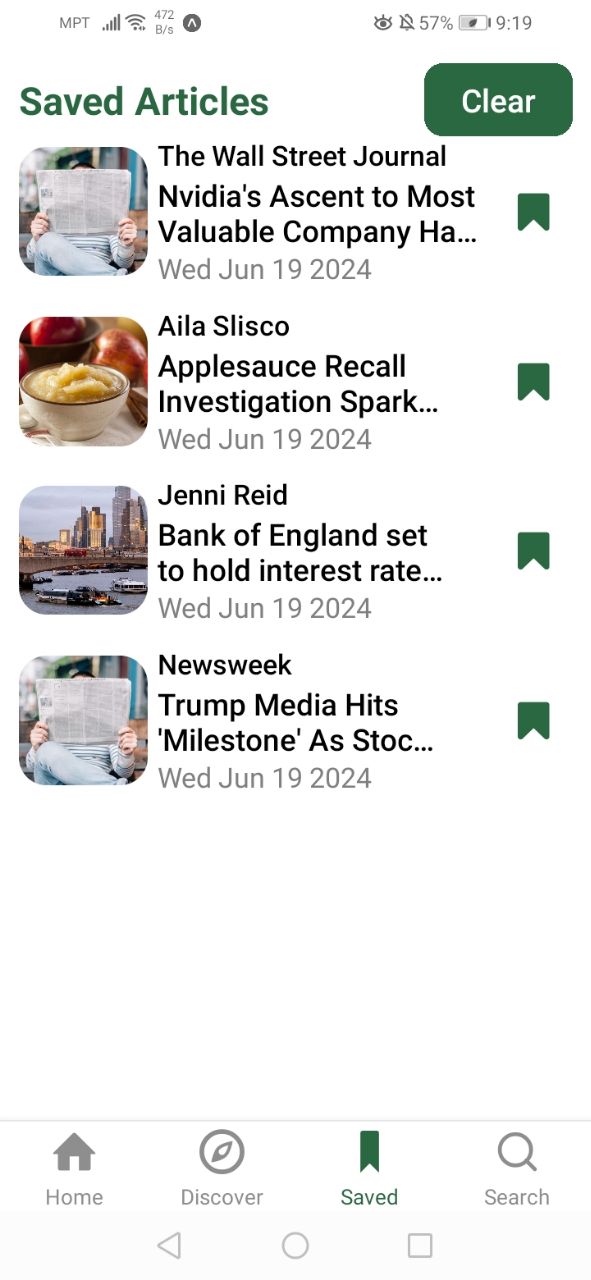 MPT 472 B/s 57% 9:19
Saved Articles
Clear
The Wall Street Journal
Nvidia's Ascent to Most
Valuable Company Ha...
Wed Jun 19 2024
Aila Slisco
Applesauce Recall
Investigation Spark...
Wed Jun 19 2024
Jenni Reid
Bank of England set
to hold interest rate...
Wed Jun 19 2024
Newsweek
Trump Media Hits
'Milestone' As Stoc...
Wed Jun 19 2024
Home Discover Saved Search